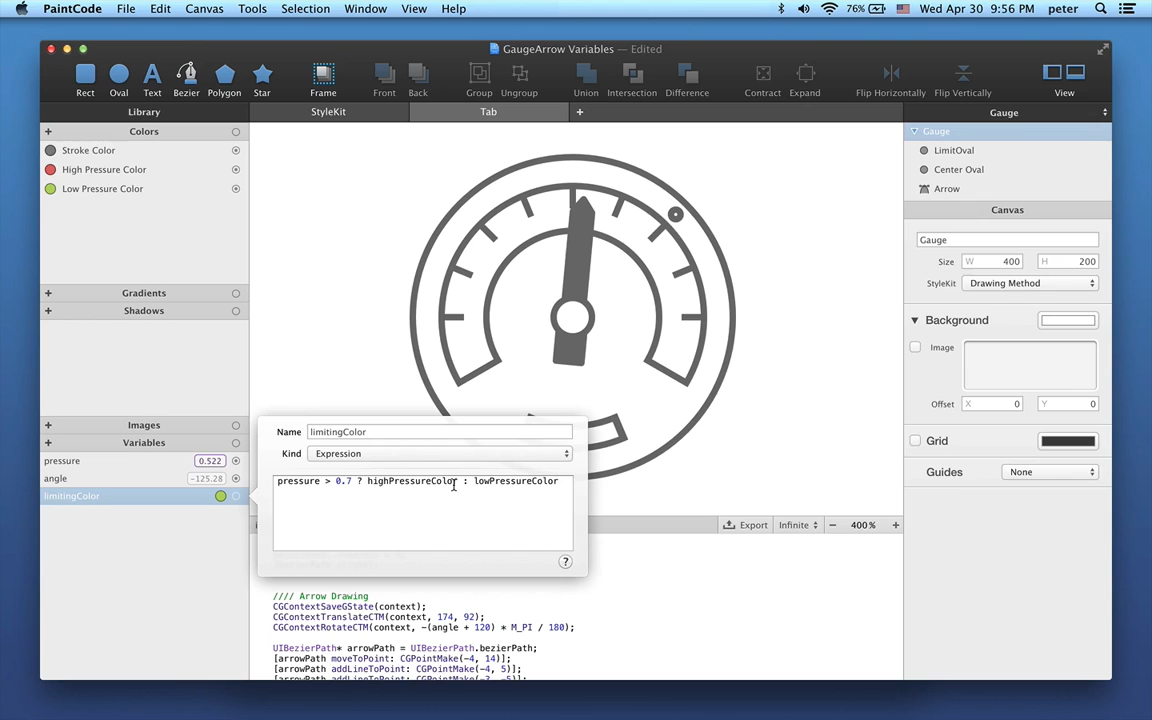 PaintCode File Edit Canvas Tools Selection Window View Help 76% Wed Apr 30 9:56 PM peter
GaugeArrow Variables — Edited
Rect Oval Text Bezier Polygon Star Frame Front Back Group Ungroup Union Intersection Difference Contract Expand Flip Horizontally Flip Vertically View
Library StyleKit Tab + Gauge
+ Colors
Stroke Color
High Pressure Color
Low Pressure Color
+ Gradients
+ Shadows
+ Images
+ Variables
pressure 0.522
angle -125.28
limitingColor
Name limitingColor
Kind Expression
pressure > 0.7 ? highPressureColor : lowPressureColor
?
Export Infinite − 400% +
//// Arrow Drawing
CGContextSaveGState(context);
CGContextTranslateCTM(context, 174, 92);
CGContextRotateCTM(context, -(angle + 120) * M_PI / 180);
UIBezierPath* arrowPath = UIBezierPath.bezierPath;
[arrowPath moveToPoint: CGPointMake(-4, 14)];
[arrowPath addLineToPoint: CGPointMake(-4, 5)];
[arrowPath addLineToPoint: CGPointMake(-3, -5)];
Gauge
LimitOval
Center Oval
Arrow
Canvas
Gauge
Size W 400 H 200
StyleKit Drawing Method
Background
Image
Offset X 0 Y 0
Grid
Guides None